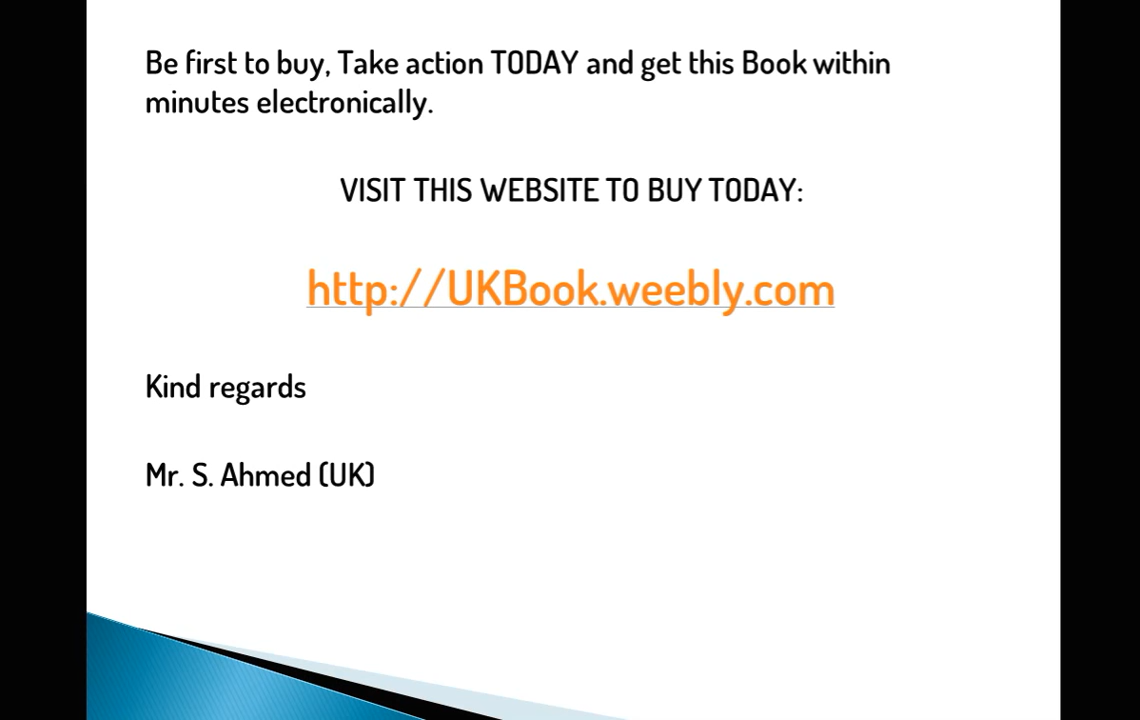 Be first to buy, Take action TODAY and get this Book within
minutes electronically.
VISIT THIS WEBSITE TO BUY TODAY:
http://UKBook.weebly.com
Kind regards
Mr. S. Ahmed (UK)